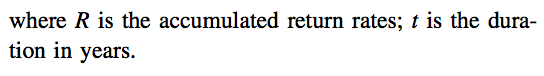 where R is the accumulated return rates; t is the dura-
tion in years.